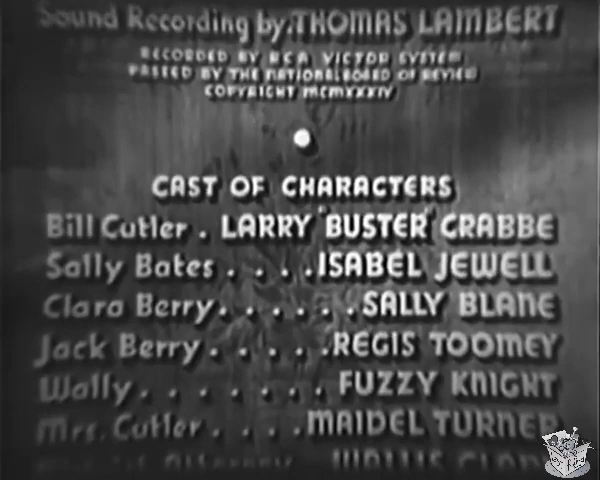 Sound Recording by. THOMAS LAMBERT
RECORDED BY RCA VICTOR SYSTEM
PASSED BY THE NATIONAL BOARD OF REVIEW
COPYRIGHT MCMXXXIV
CAST OF CHARACTERS
Bill Cutler . LARRY "BUSTER" CRABBE
Sally Bates . . . . ISABEL JEWELL
Clara Berry . . . . . . SALLY BLANE
Jack Berry . . . . . REGIS TOOMEY
Wally . . . . . . . FUZZY KNIGHT
Mrs. Cutler . . . . MAIDEL TURNER